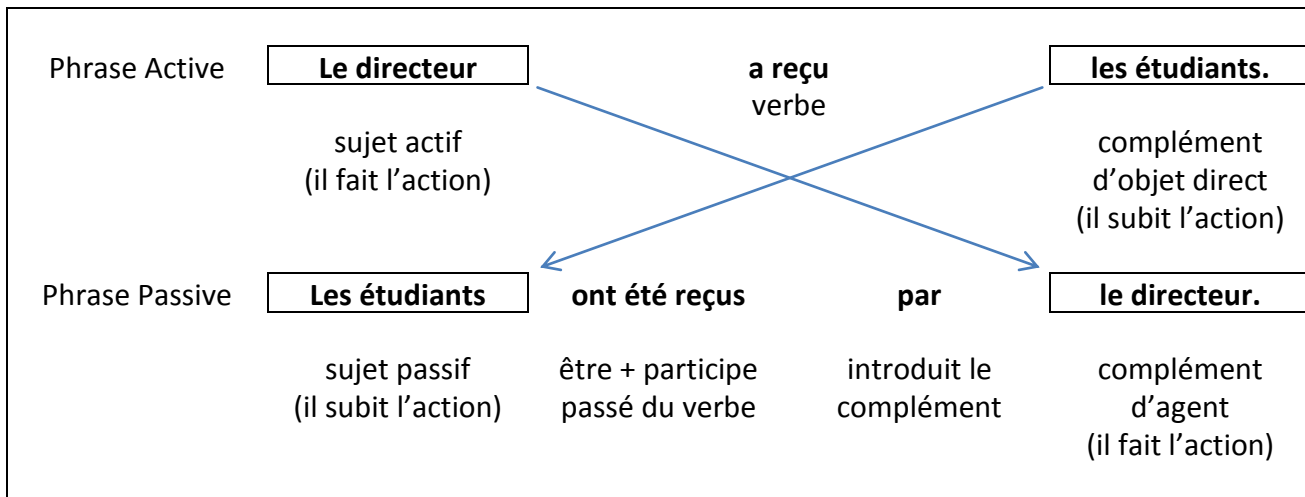 Phrase Active Le directeur a reçu les étudiants.
verbe
sujet actif complément
(il fait l’action) d’objet direct
(il subit l’action)
Phrase Passive Les étudiants ont été reçus par le directeur.
sujet passif être + participe introduit le complément
(il subit l’action) passé du verbe complément d’agent
(il fait l’action)